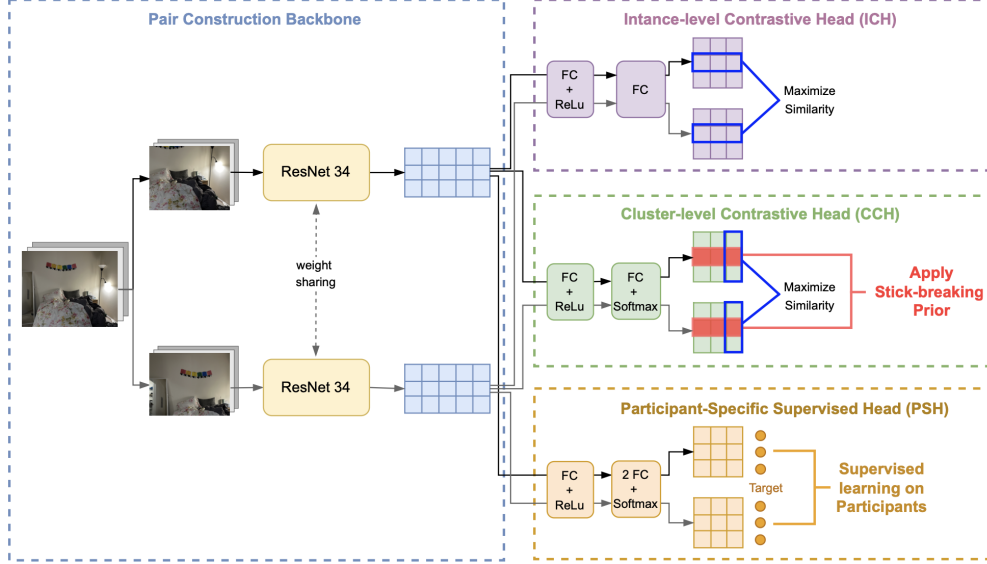 Pair Construction Backbone
ResNet 34
weight
sharing
ResNet 34
Intance-level Contrastive Head (ICH)
FC
+
ReLu
FC
Maximize
Similarity
Cluster-level Contrastive Head (CCH)
FC
+
ReLu
FC
+
Softmax
Maximize
Similarity
Apply
Stick-breaking
Prior
Participant-Specific Supervised Head (PSH)
FC
+
ReLu
2 FC
+
Softmax
Target
Supervised
learning on
Participants